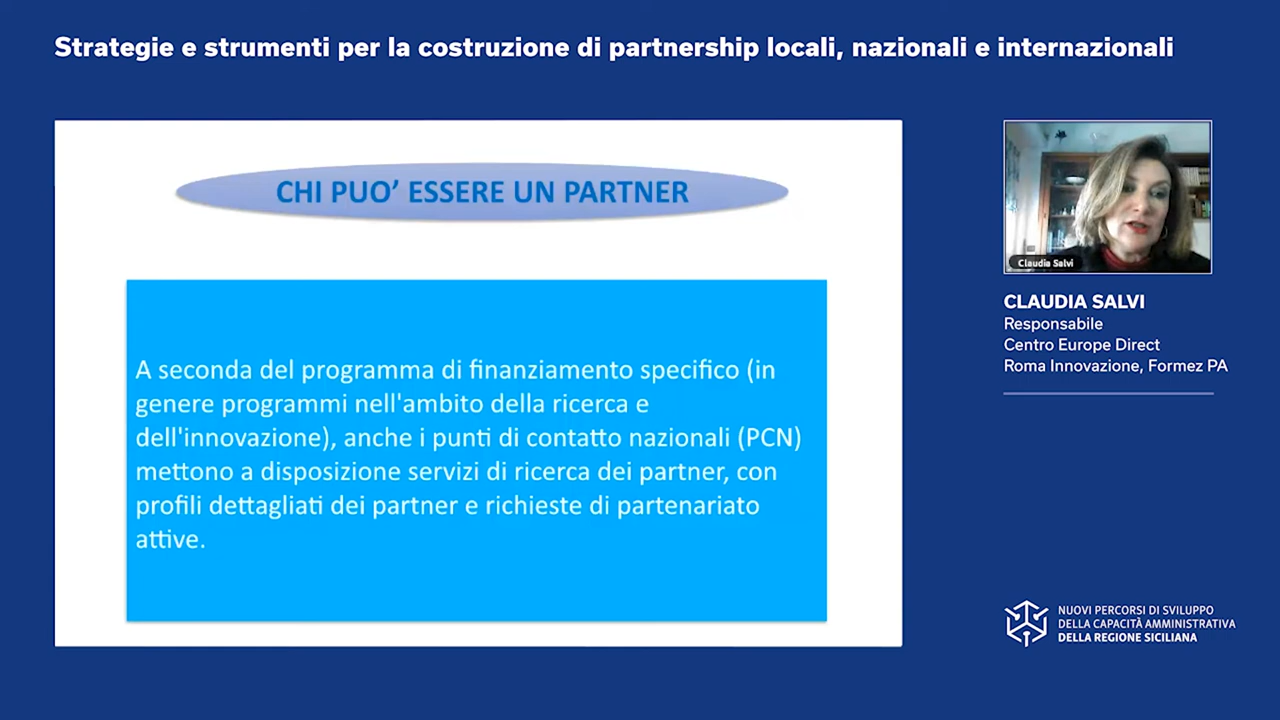 Strategie e strumenti per la costruzione di partnership locali, nazionali e internazionali
CHI PUO’ ESSERE UN PARTNER
A seconda del programma di finanziamento specifico (in
genere programmi nell'ambito della ricerca e
dell'innovazione), anche i punti di contatto nazionali (PCN)
mettono a disposizione servizi di ricerca dei partner, con
profili dettagliati dei partner e richieste di partenariato
attive.
Claudia Salvi
CLAUDIA SALVI
Responsabile
Centro Europe Direct
Roma Innovazione, Formez PA
NUOVI PERCORSI DI SVILUPPO
DELLA CAPACITÀ AMMINISTRATIVA
DELLA REGIONE SICILIANA